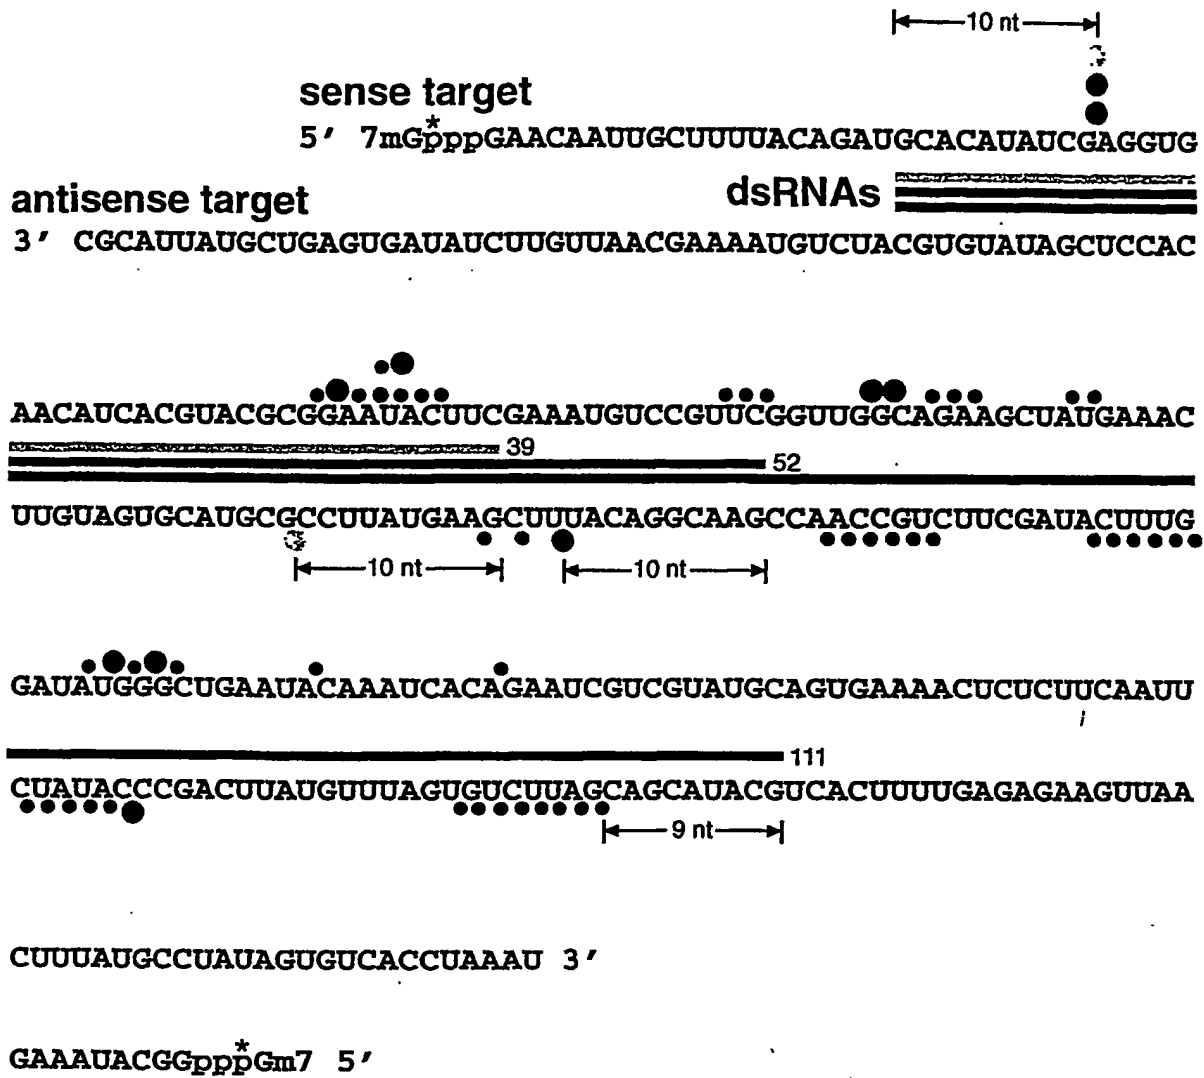 10 nt
sense target
*
5′ 7mGpppGAACAAUUGCUUUUACAGAUGCACAUAUCGAGGUG
dsRNAs
antisense target
3′ CGCAUUAUGCUGAGUGAUAUCUUGUUAACGAAAAUGUCUACGUGUAUAGCUCCAC
AACAUCACGUACGCGGAAUACUUCGAAAUGUCCGUUCGGUUGGCAGAAGCUAUGAAAC
39
52
UUGUAGUGCAUGCGCCUUAUGAAGCUUUACAGGCAAGCCAACCGUCUUCGAUACUUUG
10 nt 10 nt
GAUAUGGGCUGAAUACAAAUCACAGAAUCGUCGUAUGCAGUGAAAACUCUCUUCAAUU
111
CUAUACCCGACUUAUGUUUAGUGUCUUAGCAGCAUACGUCACUUUUGAGAGAAGUUAA
9 nt
CUUUAUGCCUAUAGUGUCACCUAAAU 3′
*
GAAAUACGGpppGm7 5′